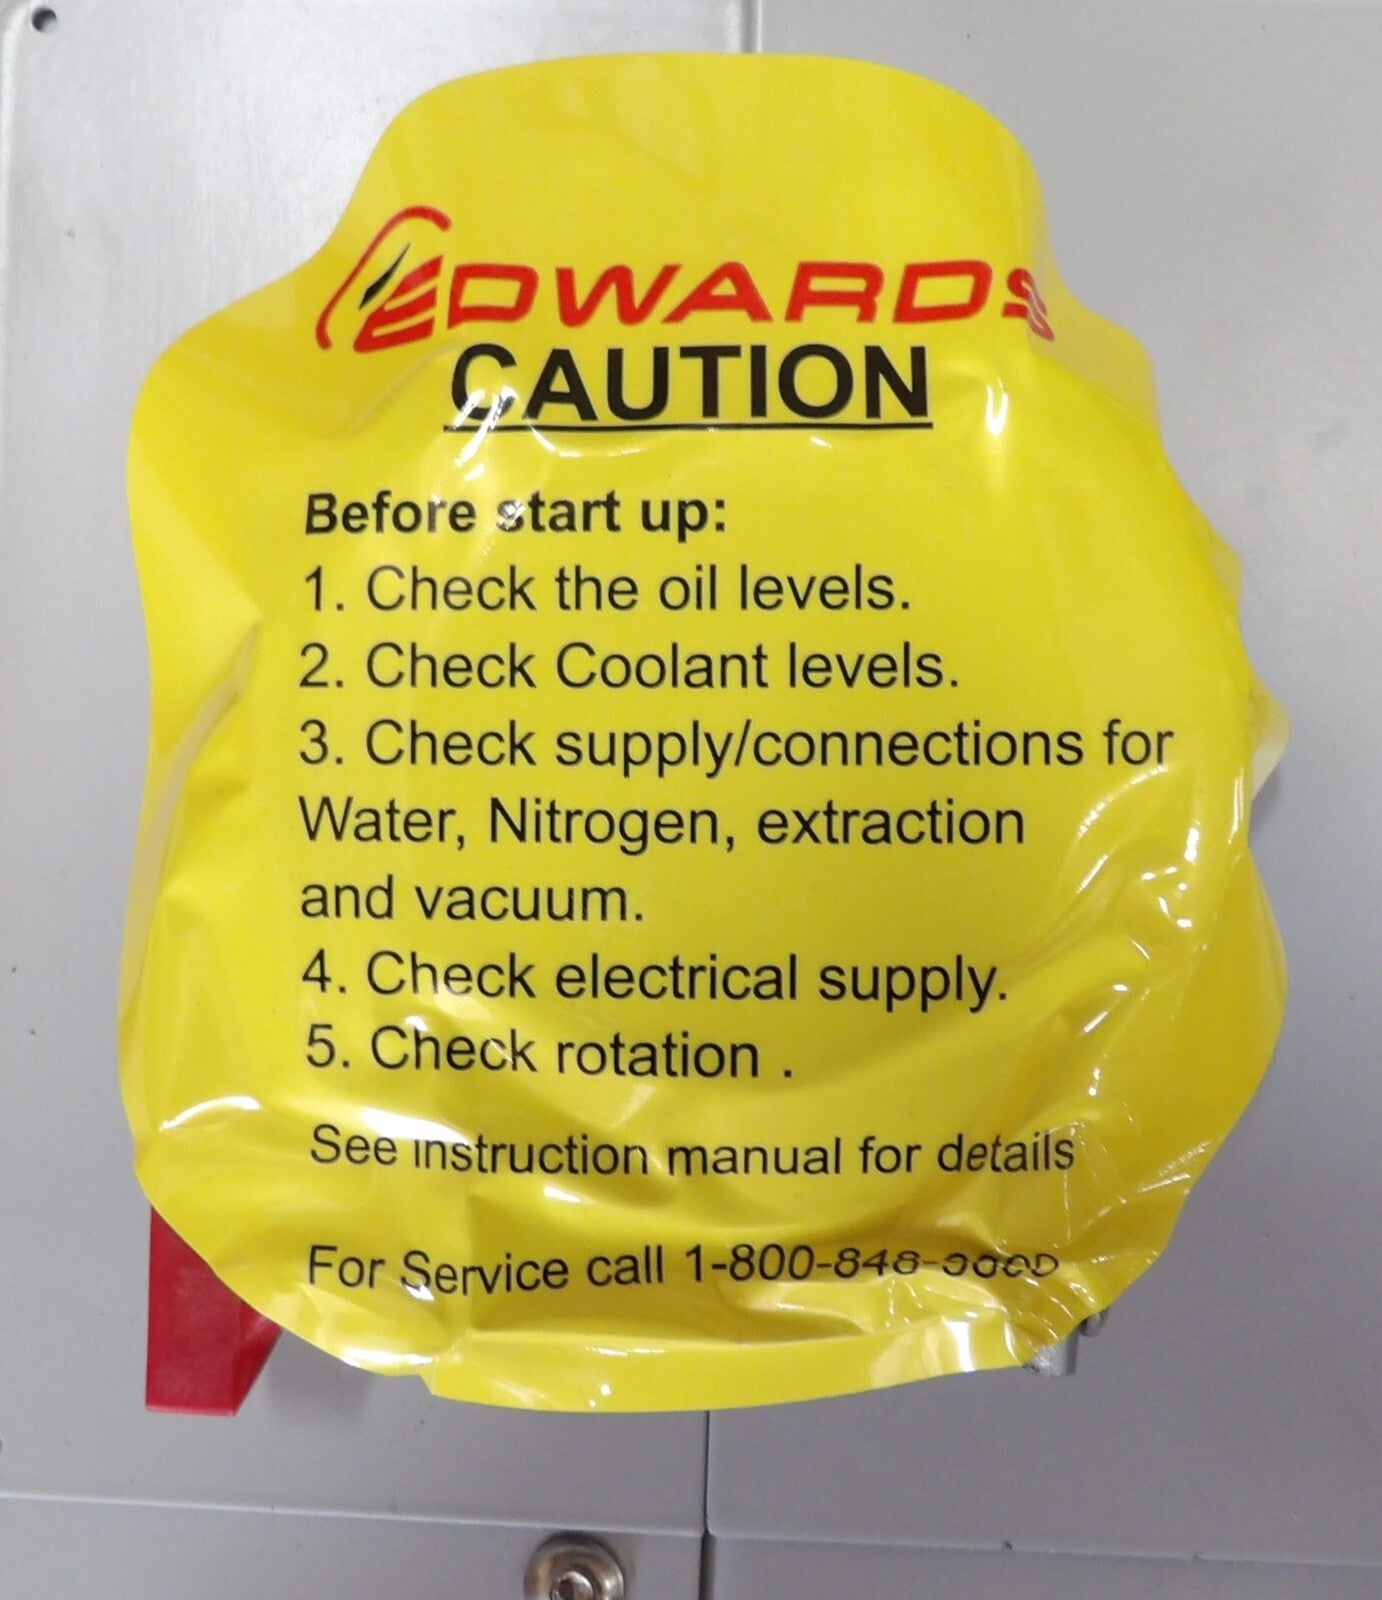 EDWARDS
CAUTION
Before start up:
1. Check the oil levels.
2. Check Coolant levels.
3. Check supply/connections for
Water, Nitrogen, extraction
and vacuum.
4. Check electrical supply.
5. Check rotation .
See instruction manual for details
For Service call